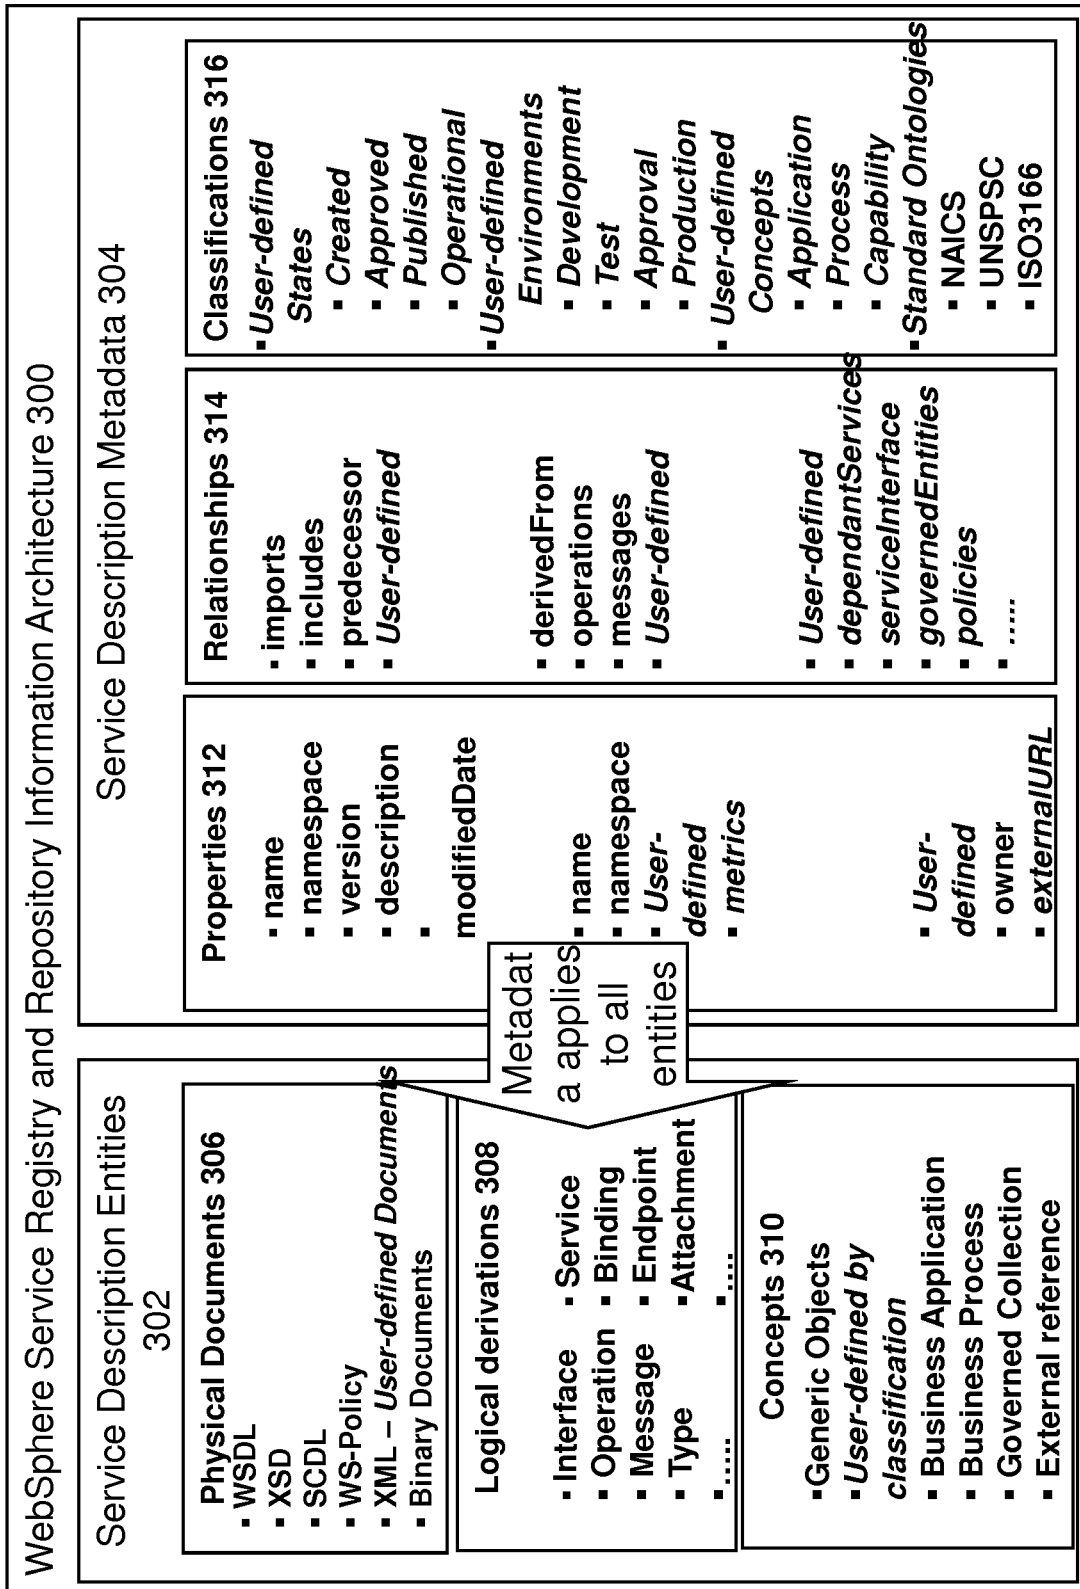 WebSphere Service Registry and Repository Information Architecture 300
Service Description Entities
302
Physical Documents 306
▪ WSDL
▪ XSD
▪ SCDL
▪ WS-Policy
▪ XML – User-defined Documents
▪ Binary Documents
Logical derivations 308
▪ Interface
▪ Operation
▪ Message
▪ Type
▪.....
▪ Service
▪ Binding
▪ Endpoint
▪Attachment
▪....
Concepts 310
▪Generic Objects
▪User-defined by
classification
▪ Business Application
▪ Business Process
▪ Governed Collection
▪ External reference
Metadat
a applies
to all
entities
Service Description Metadata 304
Properties 312
▪ name
▪ namespace
▪ version
▪ description
▪
modifiedDate
▪ name
▪ namespace
▪ User-
defined
▪ metrics
▪ User-
defined
▪ owner
▪ externalURL
Relationships 314
▪ imports
▪ includes
▪ predecessor
▪ User-defined
▪ derivedFrom
▪ operations
▪ messages
▪ User-defined
▪ User-defined
▪ dependantServices
▪ serviceInterface
▪ governedEntities
▪ policies
▪ .....
Classifications 316
▪User-defined
States
▪ Created
▪ Approved
▪ Published
▪ Operational
▪User-defined
Environments
▪ Development
▪ Test
▪ Approval
▪ Production
▪ User-defined
Concepts
▪ Application
▪ Process
▪ Capability
▪Standard Ontologies
▪ NAICS
▪ UNSPSC
▪ ISO3166